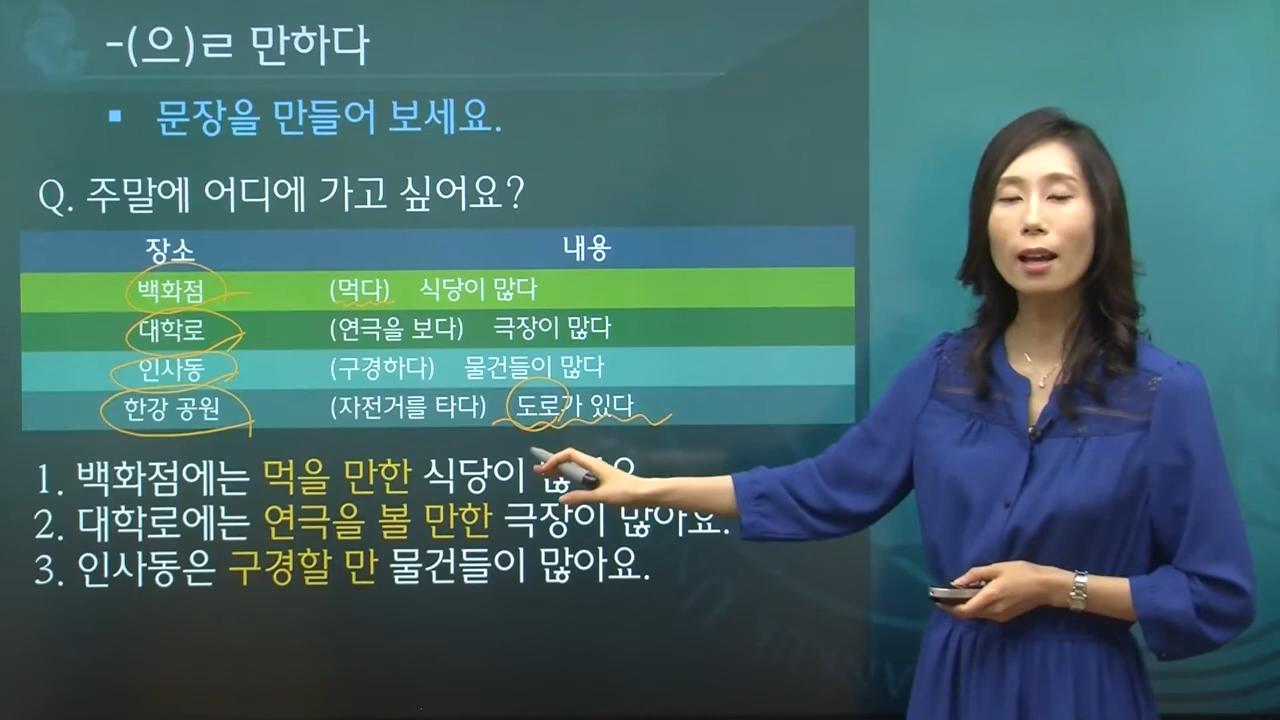 -(으)ㄹ 만하다
▪ 문장을 만들어 보세요.
Q. 주말에 어디에 가고 싶어요?
장소 내용
백화점 (먹다) 식당이 많다
대학로 (연극을 보다) 극장이 많다
인사동 (구경하다) 물건들이 많다
한강 공원 (자전거를 타다) 도로가 있다
1. 백화점에는 먹을 만한 식당이
2. 대학로에는 연극을 볼 만한 극장이 많아요.
3. 인사동은 구경할 만 물건들이 많아요.